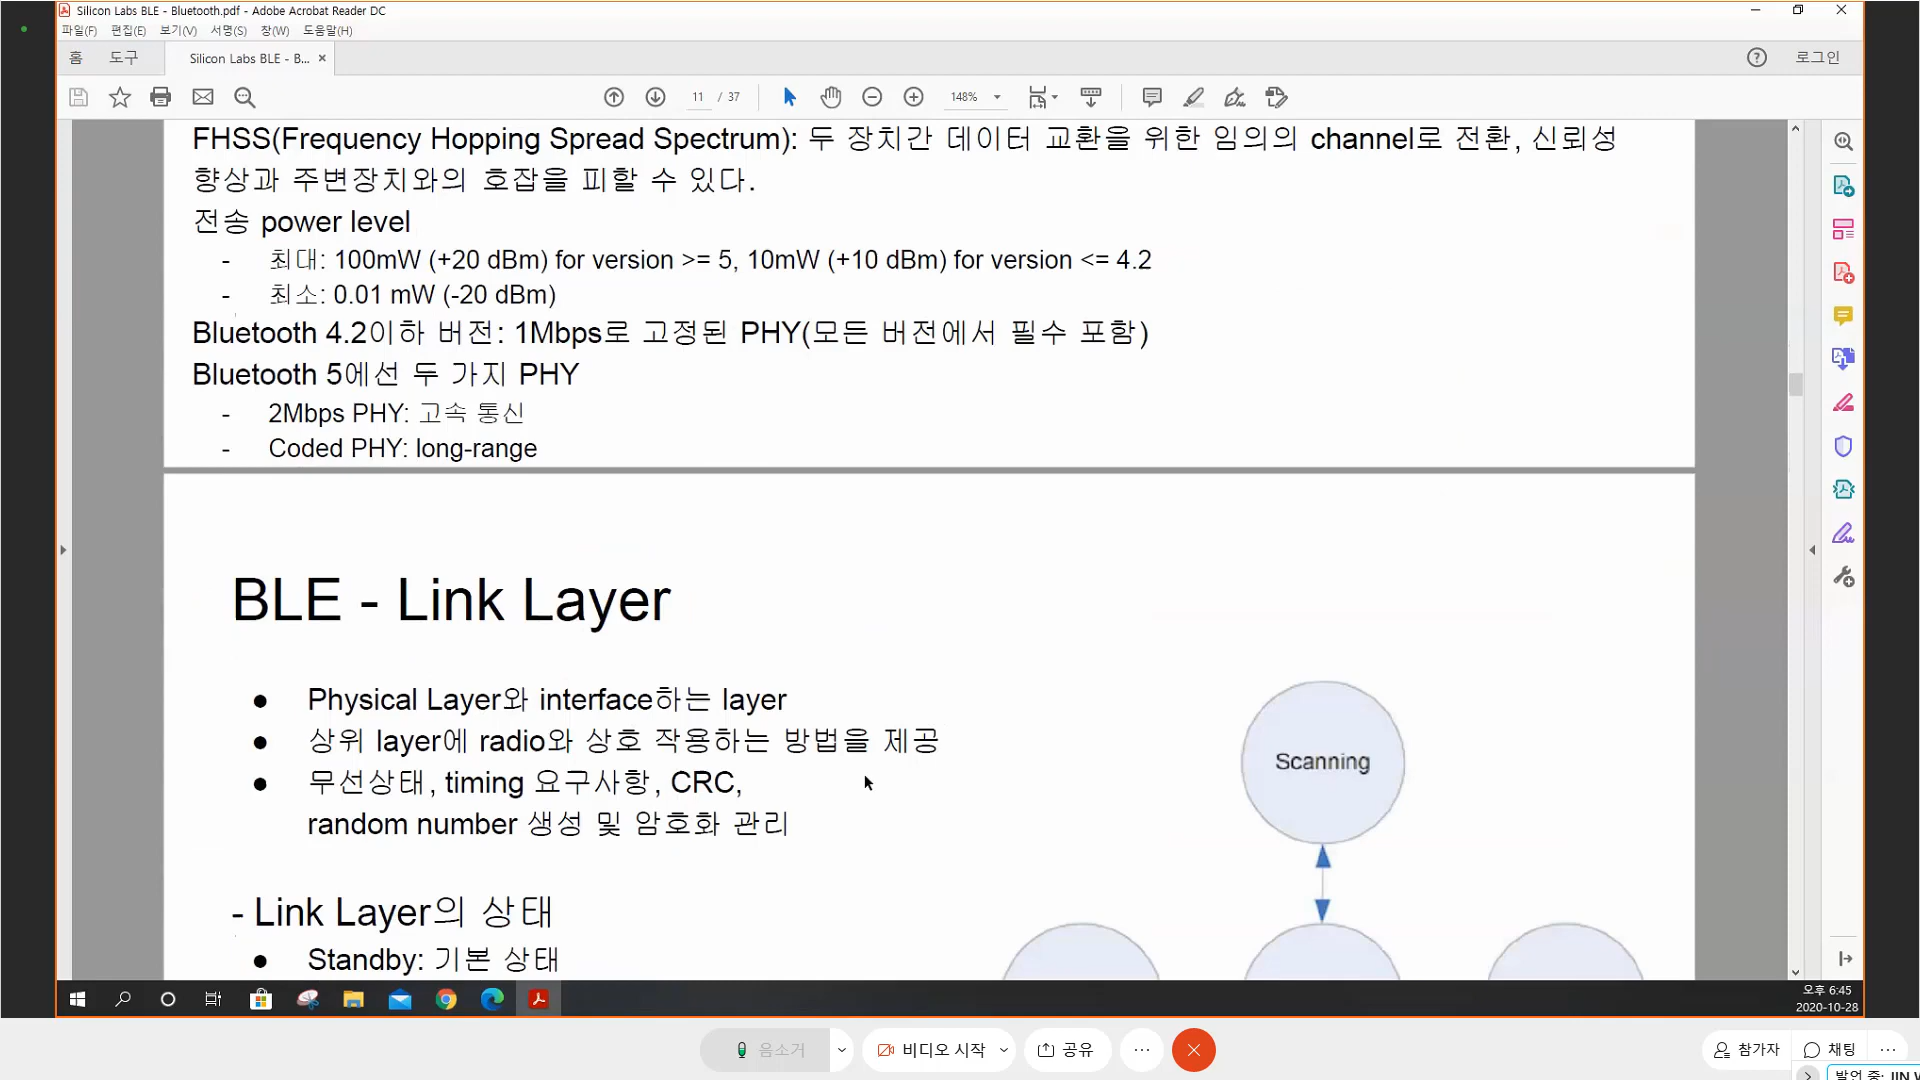 Silicon Labs BLE - Bluetooth.pdf - Adobe Acrobat Reader DC
파일(F) 편집(E) 보기(V) 서명(S) 창(W) 도움말(H)
홈 도구 Silicon Labs BLE - B... × 로그인
11 / 37 148%
FHSS(Frequency Hopping Spread Spectrum): 두 장치간 데이터 교환을 위한 임의의 channel로 전환, 신뢰성
향상과 주변장치와의 호잡을 피할 수 있다.
전송 power level
- 최대: 100mW (+20 dBm) for version >= 5, 10mW (+10 dBm) for version <= 4.2
- 최소: 0.01 mW (-20 dBm)
Bluetooth 4.2이하 버전: 1Mbps로 고정된 PHY(모든 버전에서 필수 포함)
Bluetooth 5에선 두 가지 PHY
- 2Mbps PHY: 고속 통신
- Coded PHY: long-range
BLE - Link Layer
● Physical Layer와 interface하는 layer
● 상위 layer에 radio와 상호 작용하는 방법을 제공
● 무선상태, timing 요구사항, CRC,
random number 생성 및 암호화 관리
Scanning
- Link Layer의 상태
● Standby: 기본 상태
오후 6:45
2020-10-28
음소거 비디오 시작 공유 참가자 채팅
발언 중: JIN